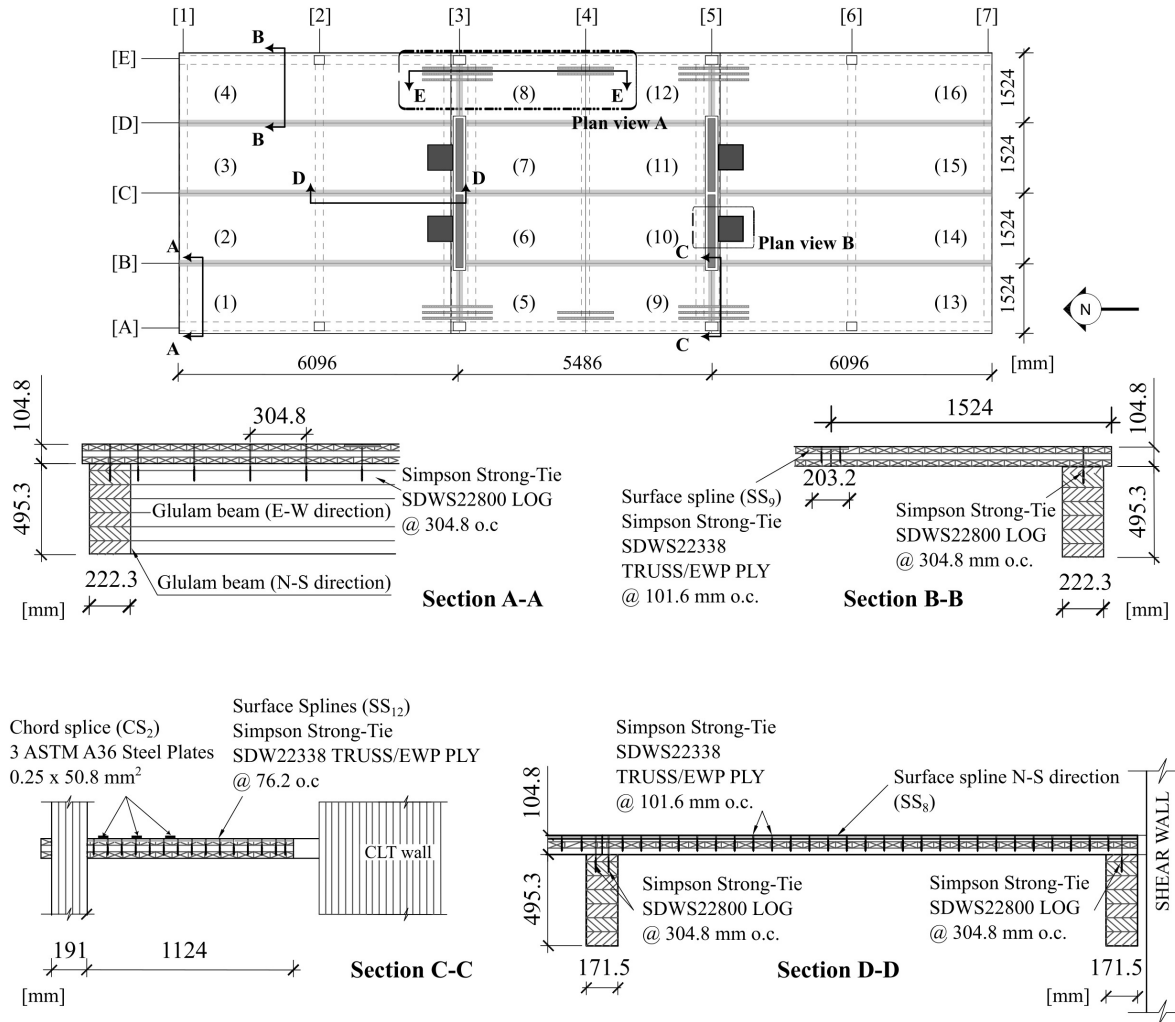 [1]
[2]
[3]
[4]
[5]
[6]
[7]
B
[E]
(4)
E
(8)
E
(12)
(16)
1524
Plan view A
B
[D]
(3)
D
D
(7)
(11)
(15)
1524
[C]
(2)
(6)
(10)
(14)
1524
A
C
Plan view B
[B]
(1)
(5)
(9)
(13)
1524
N
[A]
A
C
6096
5486
6096
[mm]
104.8
495.3
304.8
Simpson Strong-Tie
SDWS22800 LOG
@ 304.8 o.c
Glulam beam (E-W direction)
Glulam beam (N-S direction)
222.3
[mm]
Section A-A
1524
104.8
495.3
203.2
Surface spline (SS9)
Simpson Strong-Tie
SDWS22338
TRUSS/EWP PLY
@ 101.6 mm o.c.
Simpson Strong-Tie
SDWS22800 LOG
@ 304.8 mm o.c.
222.3
[mm]
Section B-B
Chord splice (CS2)
3 ASTM A36 Steel Plates
0.25 x 50.8 mm2
Surface Splines (SS12)
Simpson Strong-Tie
SDW22338 TRUSS/EWP PLY
@ 76.2 o.c
CLT wall
191
1124
[mm]
Section C-C
Simpson Strong-Tie
SDWS22338
TRUSS/EWP PLY
@ 101.6 mm o.c.
Surface spline N-S direction
(SS8)
104.8
495.3
SHEAR WALL
Simpson Strong-Tie
SDWS22800 LOG
@ 304.8 mm o.c.
Simpson Strong-Tie
SDWS22800 LOG
@ 304.8 mm o.c.
171.5
171.5
[mm]
Section D-D